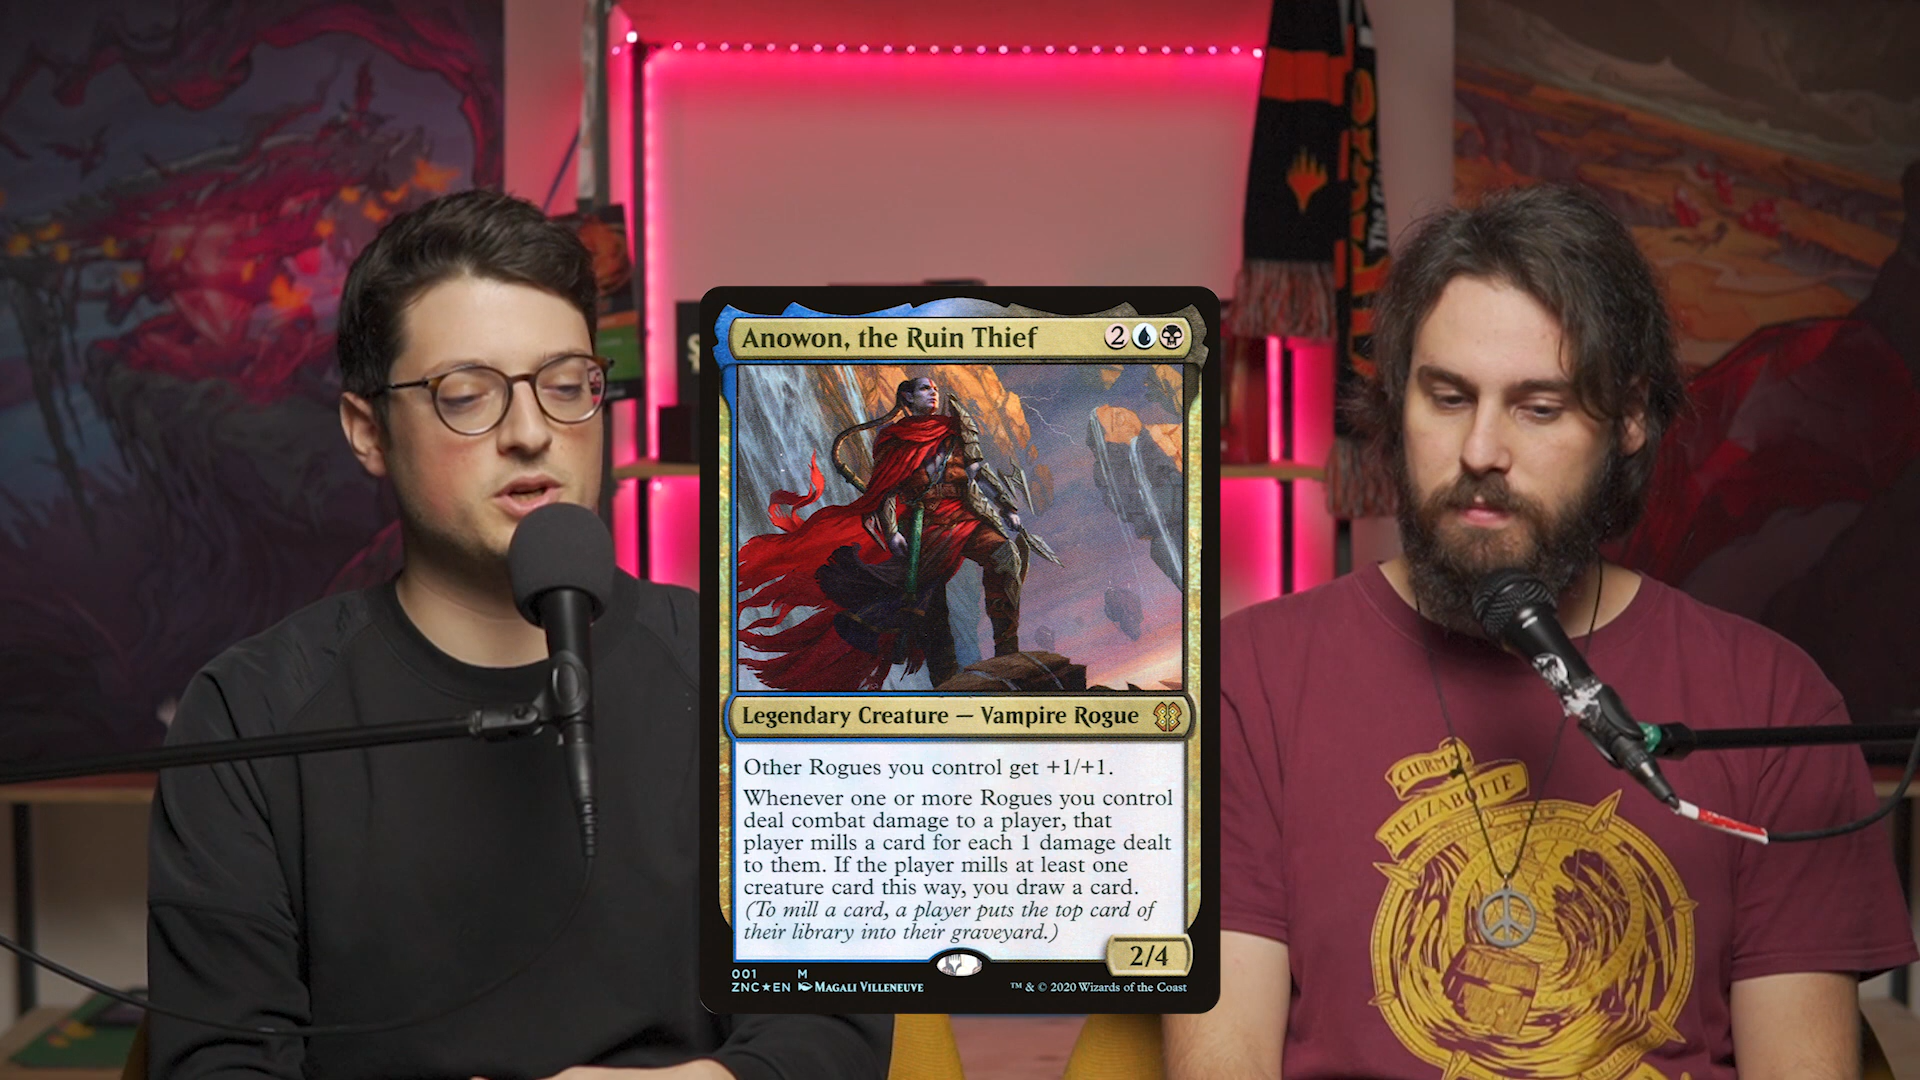 Anowon, the Ruin Thief 2
Legendary Creature — Vampire Rogue
Other Rogues you control get +1/+1.
Whenever one or more Rogues you control
deal combat damage to a player, that
player mills a card for each 1 damage dealt
to them. If the player mills at least one
creature card this way, you draw a card.
(To mill a card, a player puts the top card of
their library into their graveyard.)
2/4
001 M
ZNC★EN MAGALI VILLENEUVE
™ & © 2020 Wizards of the Coast
CIURMA
MEZZABOTTE